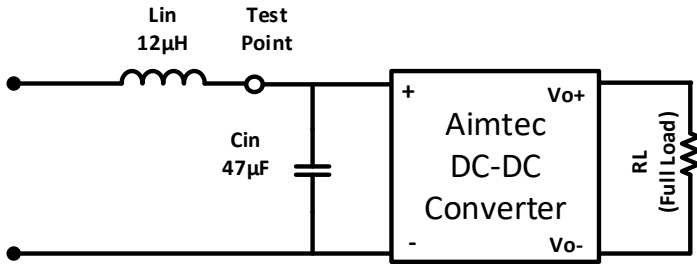 Lin
12µH
Test
Point
Cin
47µF
+
-
Aimtec
DC-DC
Converter
Vo+
Vo-
RL
(Full Load)